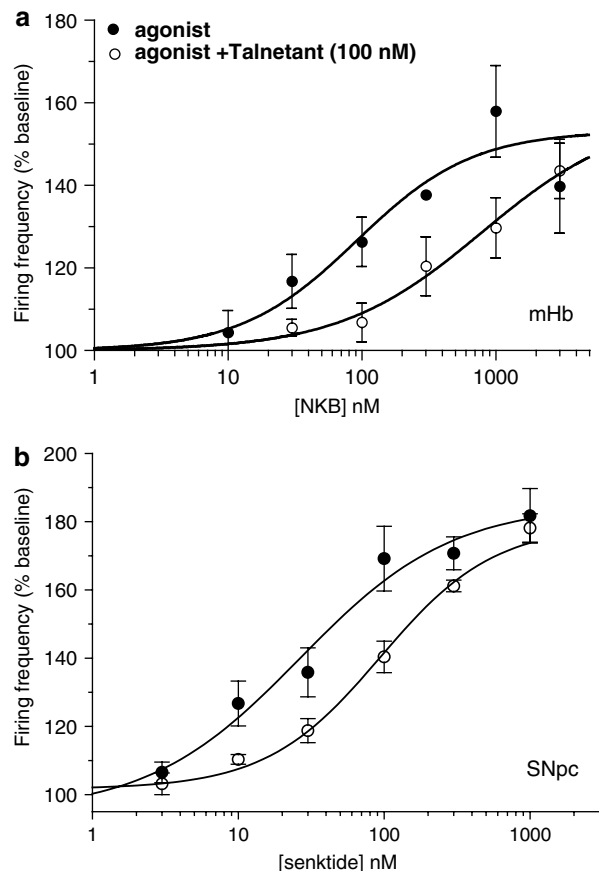 a
agonist
agonist +Talnetant (100 nM)
Firing frequency (% baseline)
180
160
140
120
100
mHb
1 10 100 1000
[NKB] nM
b
Firing frequency (% baseline)
200
180
160
140
120
100
SNpc
1 10 100 1000
[senktide] nM